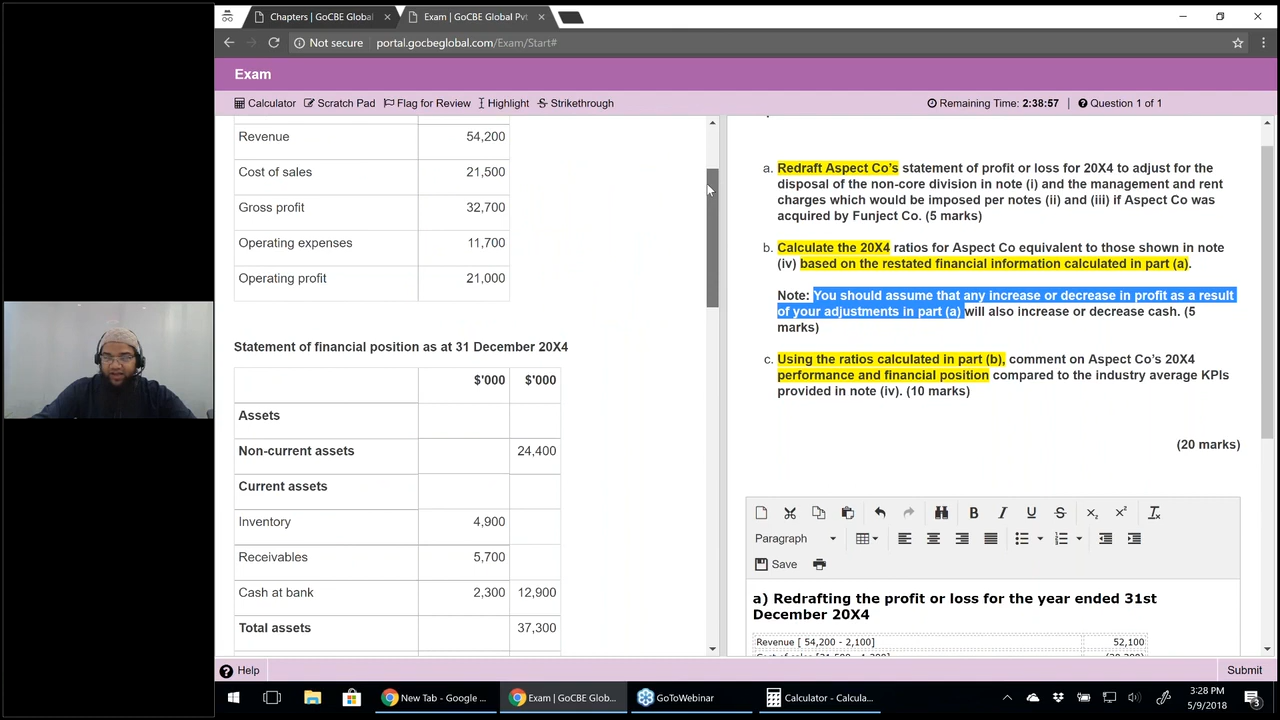 Chapters | GoCBE Global
Exam | GoCBE Global Pvt
Not secure portal.gocbeglobal.com/Exam/Start#
Exam
Calculator Scratch Pad Flag for Review Highlight Strikethrough
Remaining Time: 2:38:57 | Question 1 of 1
Revenue 54,200
Cost of sales 21,500
Gross profit 32,700
Operating expenses 11,700
Operating profit 21,000
Statement of financial position as at 31 December 20X4
$'000 $'000
Assets
Non-current assets 24,400
Current assets
Inventory 4,900
Receivables 5,700
Cash at bank 2,300 12,900
Total assets 37,300
a. Redraft Aspect Co's statement of profit or loss for 20X4 to adjust for the
disposal of the non-core division in note (i) and the management and rent
charges which would be imposed per notes (ii) and (iii) if Aspect Co was
acquired by Funject Co. (5 marks)
b. Calculate the 20X4 ratios for Aspect Co equivalent to those shown in note
(iv) based on the restated financial information calculated in part (a).
Note: You should assume that any increase or decrease in profit as a result
of your adjustments in part (a) will also increase or decrease cash. (5
marks)
c. Using the ratios calculated in part (b), comment on Aspect Co's 20X4
performance and financial position compared to the industry average KPIs
provided in note (iv). (10 marks)
(20 marks)
Paragraph
Save
a) Redrafting the profit or loss for the year ended 31st
December 20X4
Revenue [ 54,200 - 2,100] 52,100
Help
Submit
New Tab - Google ...
Exam | GoCBE Glob...
GoToWebinar
Calculator - Calcula...
3:28 PM
5/9/2018
3